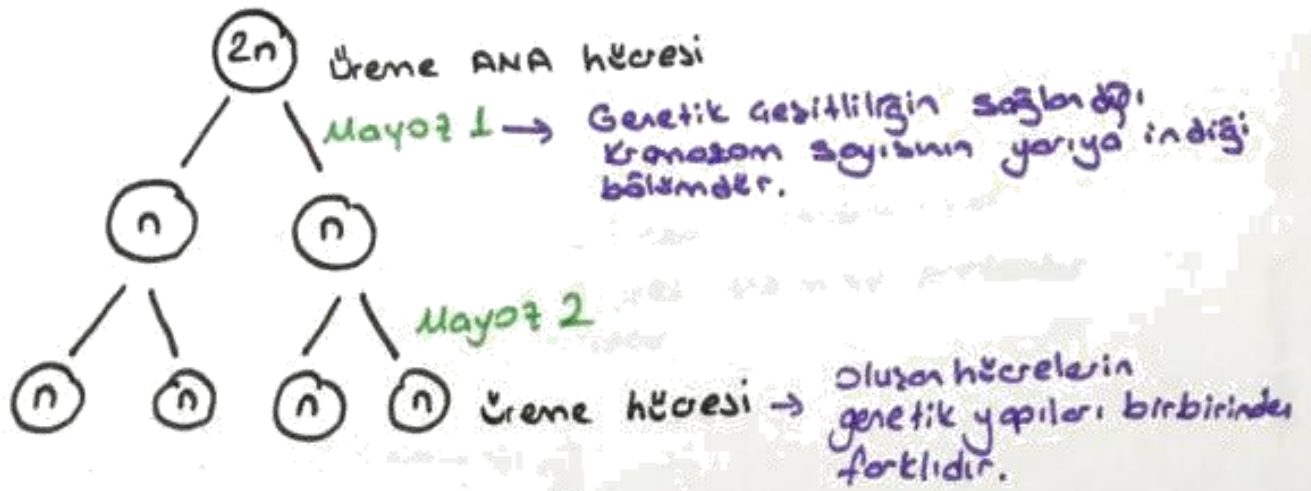 2n üreme ANA hücresi
Mayoz 1 → Genetik Çeşitliliğin sağlandığı
Kromozom sayısının yarıya indiği
bölümdür.
n n
Mayoz 2
n n n n üreme hücresi → oluşan hücrelerin
genetik yapıları birbirinden
farklıdır.